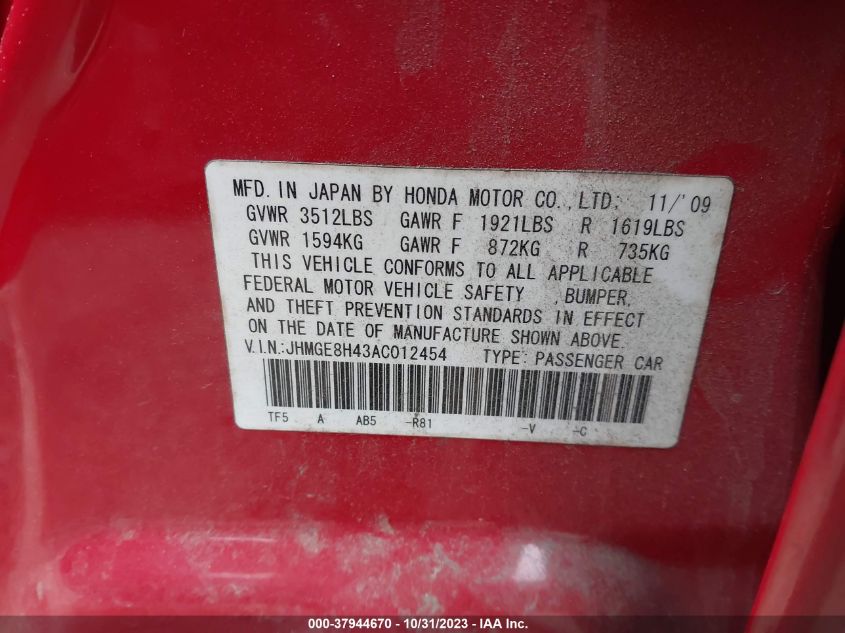 MFD. IN JAPAN BY HONDA MOTOR CO.,LTD. 11/'09
GVWR 3512LBS GAWR F 1921LBS R 1619LBS
GVWR 1594KG GAWR F 872KG R 735KG
THIS VEHICLE CONFORMS TO ALL APPLICABLE
FEDERAL MOTOR VEHICLE SAFETY ,BUMPER,
AND THEFT PREVENTION STANDARDS IN EFFECT
ON THE DATE OF MANUFACTURE SHOWN ABOVE.
V.I.N.:JHMGE8H43AC012454 TYPE: PASSENGER CAR
TF5 A AB5 -R81 -V -C
000-37944670 - 10/31/2023 - IAA Inc.